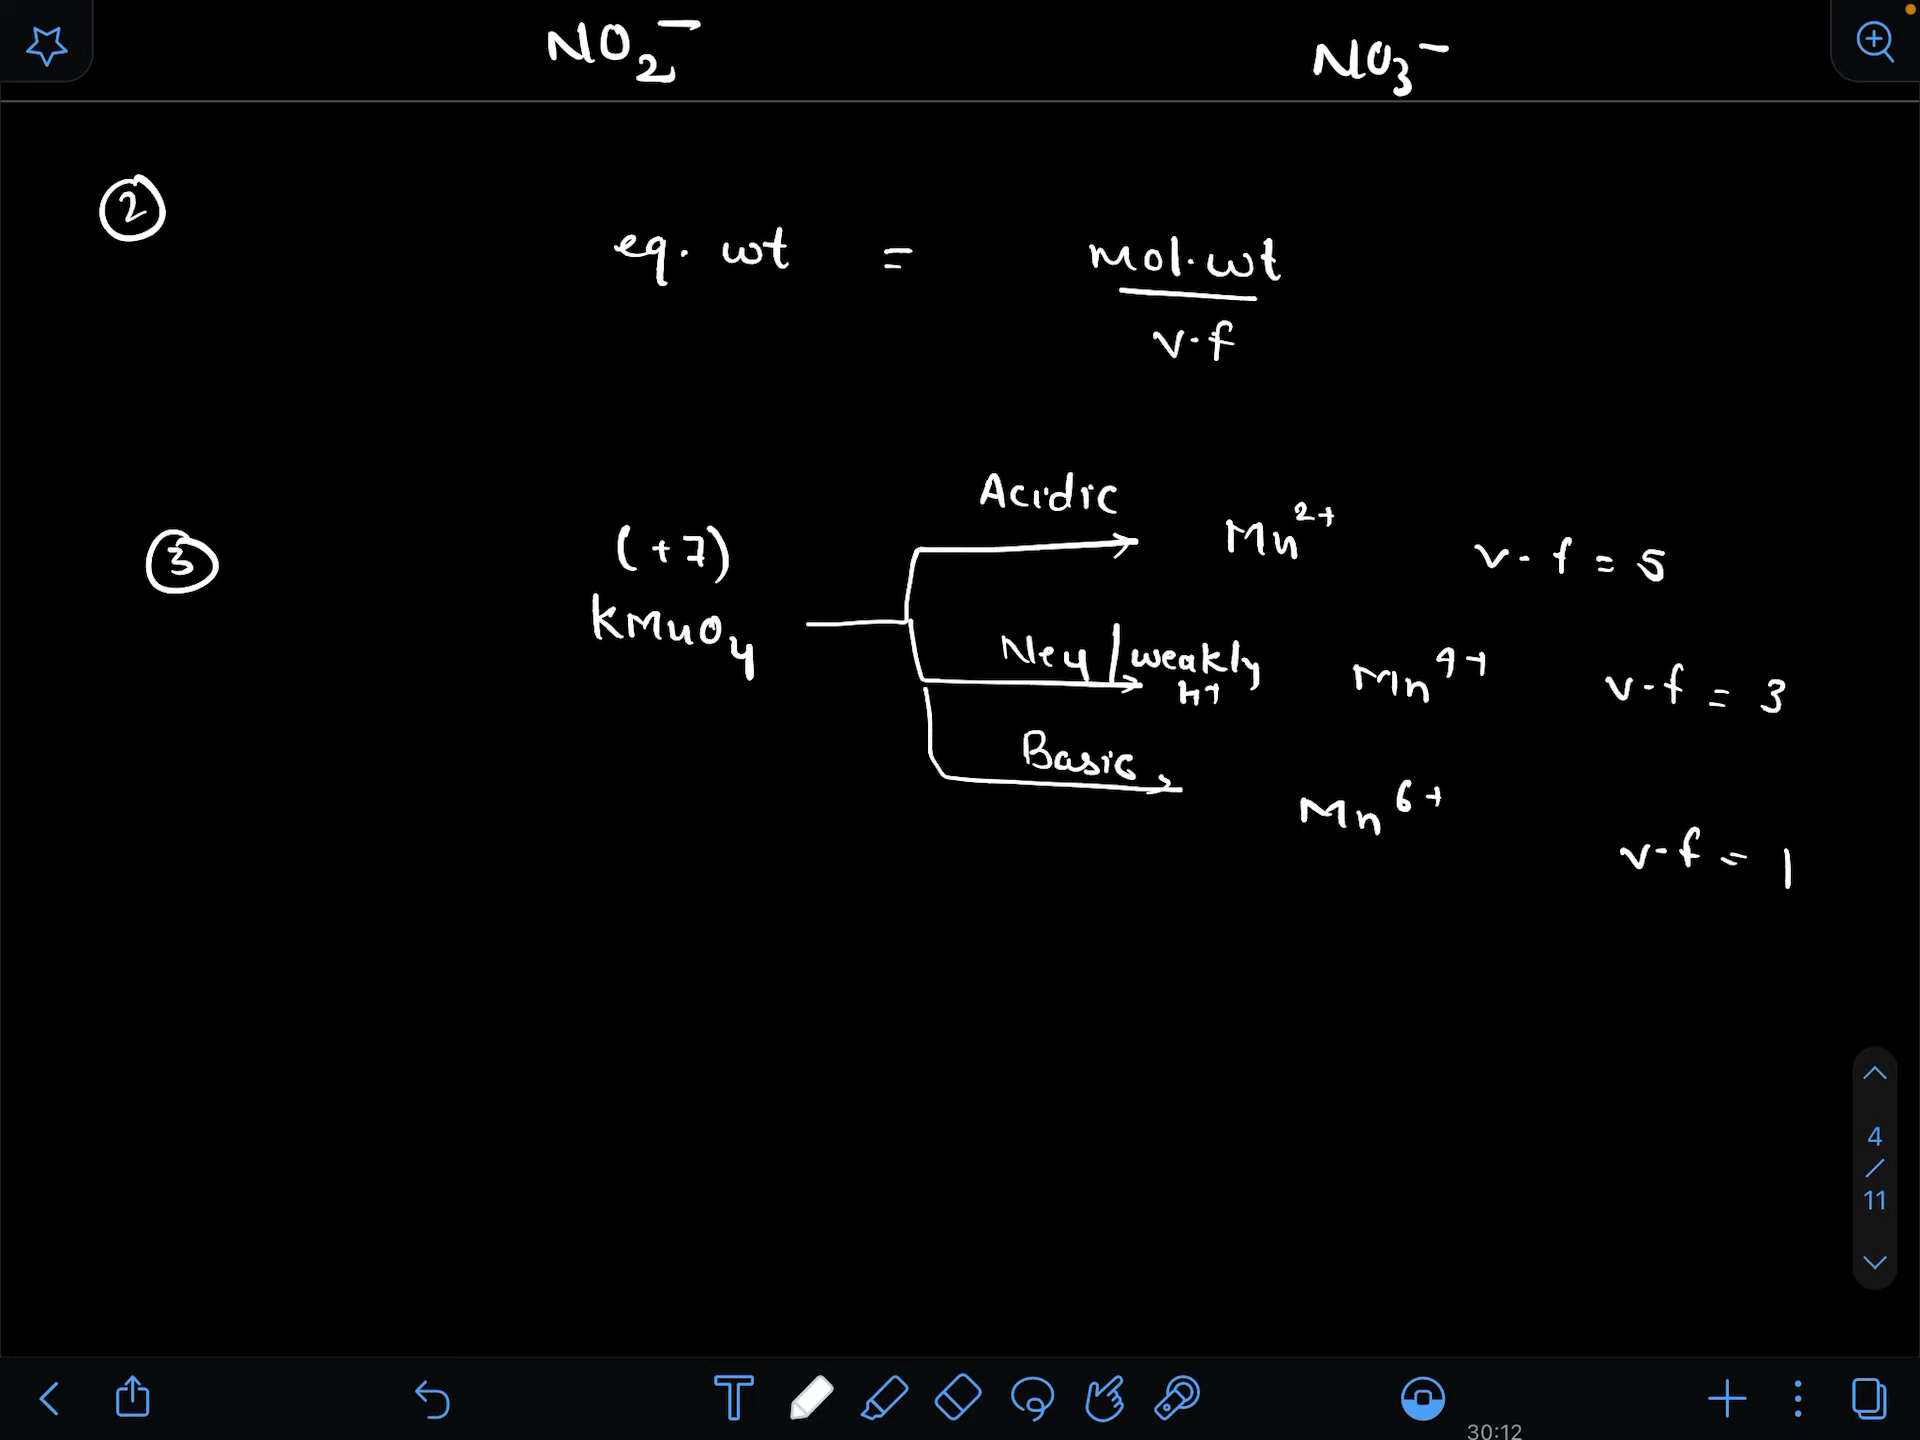 NO₂⁻ NO₃⁻
②
eq. wt = mol. wt
v.f
Acidic
③ (+7) Mn²⁺ v-f = 5
KMnO₄
Neu | weakly Mn⁴⁺ v-f = 3
Basic
Mn⁶⁺
v-f = 1
4
/
11
T
30:12